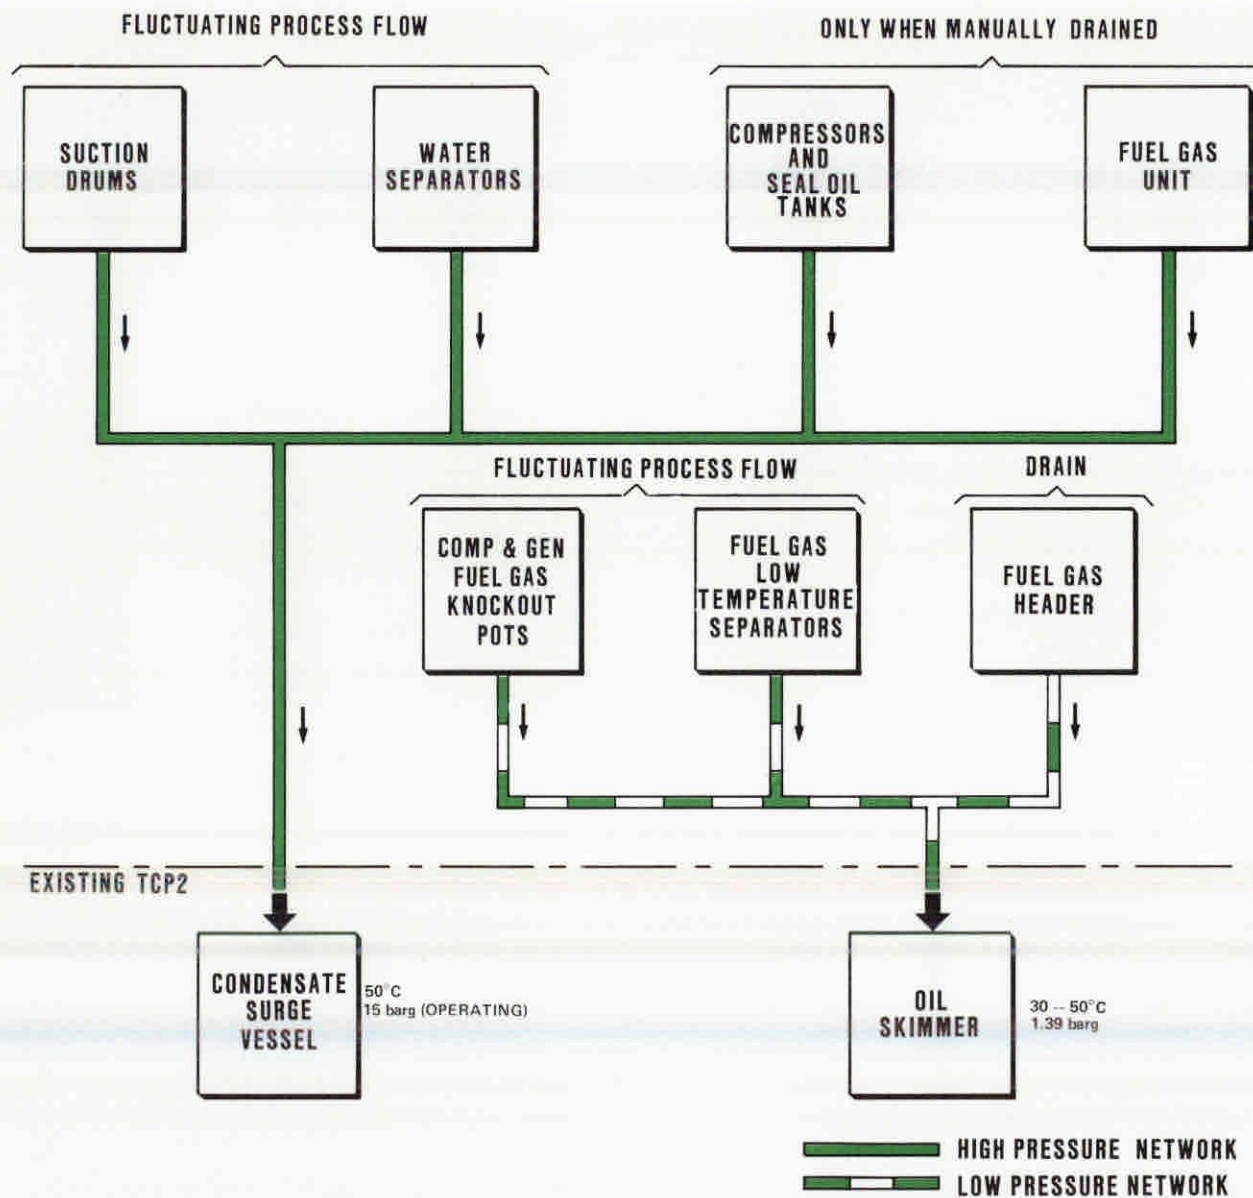 FLUCTUATING PROCESS FLOW
ONLY WHEN MANUALLY DRAINED
SUCTION
DRUMS
WATER
SEPARATORS
COMPRESSORS
AND
SEAL OIL
TANKS
FUEL GAS
UNIT
FLUCTUATING PROCESS FLOW
DRAIN
COMP & GEN
FUEL GAS
KNOCKOUT
POTS
FUEL GAS
LOW
TEMPERATURE
SEPARATORS
FUEL GAS
HEADER
EXISTING TCP2
CONDENSATE
SURGE
VESSEL
50°C
15 barg (OPERATING)
OIL
SKIMMER
30 -- 50°C
1.39 barg
HIGH PRESSURE NETWORK
LOW PRESSURE NETWORK